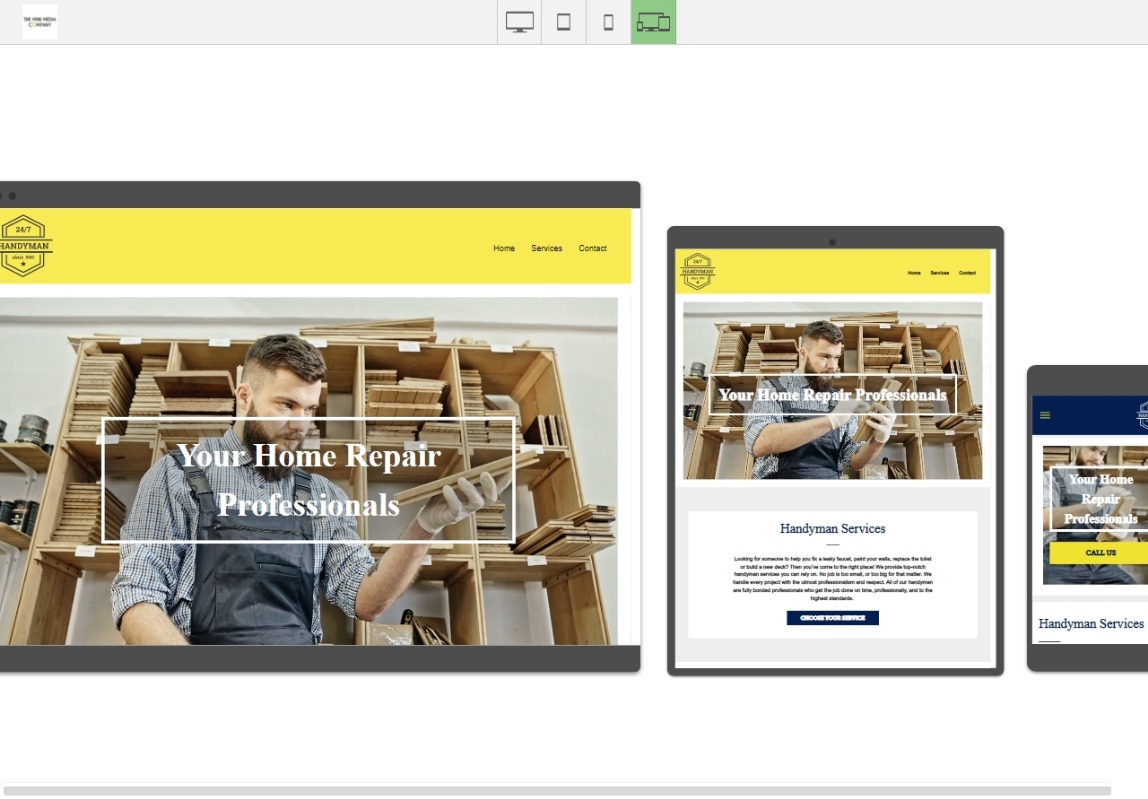 THE MINI MEDIA
COMPANY
24/7
HANDYMAN
Home Services Contact
Your Home Repair
Professionals
24/7
HANDYMAN
Home Services Contact
Your Home Repair Professionals
Handyman Services
Looking for someone to help you fix a leaky faucet, paint your walls, replace the toilet
or build a new deck? Then you've come to the right place! We provide top-notch
handyman services you can rely on. No job is too small, or too big for that matter. We
handle every project with the utmost professionalism and respect. All of our handymen
are fully bonded professionals who get the job done on time, professionally, and to the
highest standards.
CHOOSE YOUR SERVICE
Your Home
Repair
Professionals
CALL US
Handyman Services